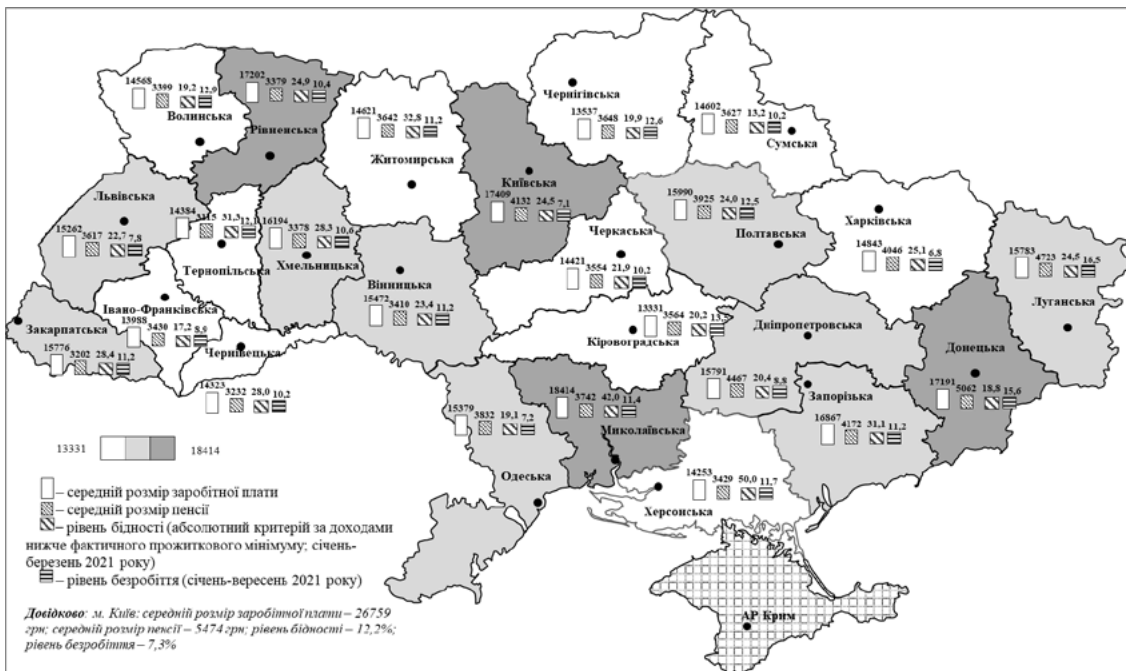 14568 3399 19,2 12,9
Волинська
17202 3379 24,9 10,4
Рівненська
14621 3642 32,8 11,2
Житомирська
Київська
17409 4132 24,5 7,1
Чернігівська
13537 3648 19,9 12,6
14602 3627 13,2 10,2
Сумська
Львівська
15262 3617 22,7 7,8
14384 3115 31,3
Тернопільська
16194 3378 28,3 10,6
Хмельницька
Вінницька
15472 3410 23,4 11,2
Черкаська
14421 3554 21,9 10,2
15990 3925 24,0 12,5
Полтавська
Харківська
14843 4046 25,1 6,8
15783 4723 24,5 16,5
Луганська
Івано-Франківська
13988 3430 17,2 8,9
Закарпатська
15776 3202 28,4 11,2
Чернівецька
14323 3232 28,0 10,2
13331 3564 20,2
Кіровоградська
Дніпропетровська
15791 4467 20,4 8,8
Запорізька
16867 4172 31,1 11,2
Донецька
17191 5062 18,8 15,6
15379 3832 19,1 7,2
Одеська
18414 3742 42,0 11,4
Миколаївська
14253 3429 50,0 11,7
Херсонська
АР Крим
13331 18414
– середній розмір заробітної плати
– середній розмір пенсії
– рівень бідності (абсолютний критерій за доходами
нижче фактичного прожиткового мінімуму; січень-
березень 2021 року)
– рівень безробіття (січень-вересень 2021 року)
Довідково: м. Київ: середній розмір заробітної плати – 26759
грн; середній розмір пенсії – 5474 грн; рівень бідності – 12,2%;
рівень безробіття – 7,3%